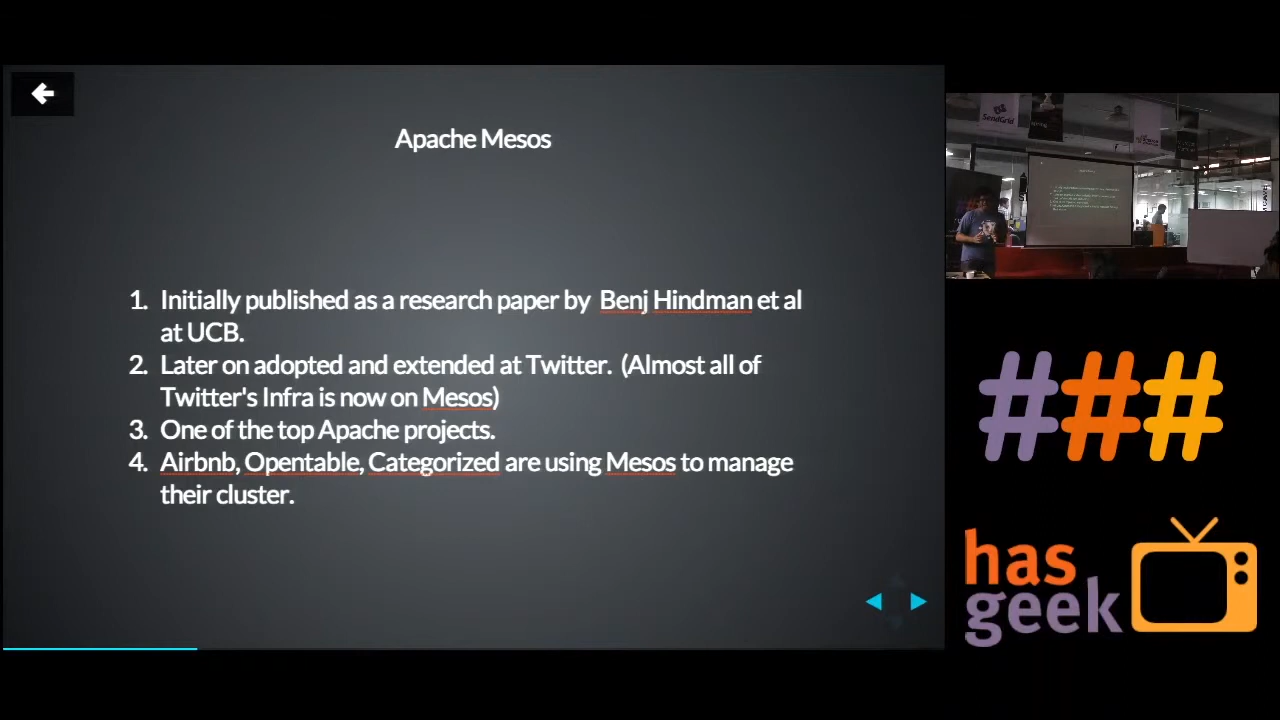 Apache Mesos
1. Initially published as a research paper by Benj Hindman et al
at UCB.
2. Later on adopted and extended at Twitter. (Almost all of
Twitter's Infra is now on Mesos)
3. One of the top Apache projects.
4. Airbnb, Opentable, Categorized are using Mesos to manage
their cluster.
SendGrid
###
has
geek